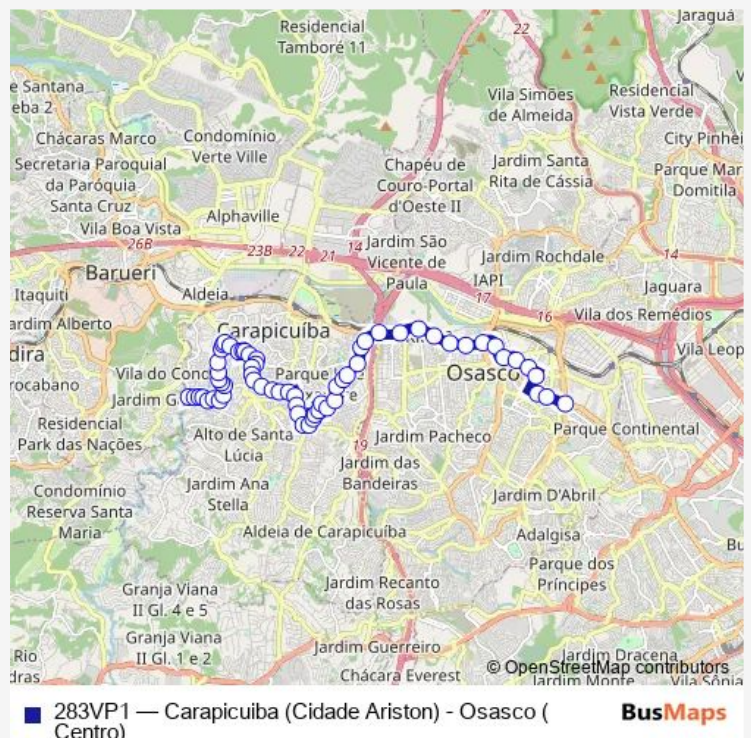 Jaraguá
22
Residencial
Tamboré 11
e Santana
eba 2
Vila Simões
de Almeida
Residencial
Vista Verde
Chácaras Marco
Condomínio
Verte Ville
City Pinhei
Secretaria Paroquial
da Paróquia
Santa Cruz
Chapéu de
Couro-Portal
d'Oeste II
Jardim Santa
Rita de Cássia
Parque Mar
Domitila
Alphaville
Vila Boa Vista
26B
23B
22
21
14
Jardim São
Vicente de
Paula
Jardim Rochdale
14
Barueri
IAPI
Itaquiti
Aldeia
17
Jaguara
16
Vila dos Remédios
ardim Alberto
Carapicuíba
dira
Vila Leop
rocabano
Vila do Cond
Parque
Osasco
Jardim G
re
Residencial
Park das Nações
Alto de Santa
Lúcia
19
Jardim Pacheco
Parque Continental
Jardim das
Bandeiras
Condomínio
Reserva Santa
Maria
Jardim Ana
Stella
Jardim D'Abril
Aldeia de Carapicuíba
Adalgisa
Bu
Parque dos
Príncipes
Granja Viana
II Gl. 4 e 5
Jardim Recanto
das Rosas
Granja Viana
II Gl. 1 e 2
Jardim Guerreiro
Rio
dras
Jardim Dracena
Chácara Everest
Jardim Monte
Vila Sônia
© OpenStreetMap contributors
283VP1 — Carapicuiba (Cidade Ariston) - Osasco (
Centro)
BusMaps